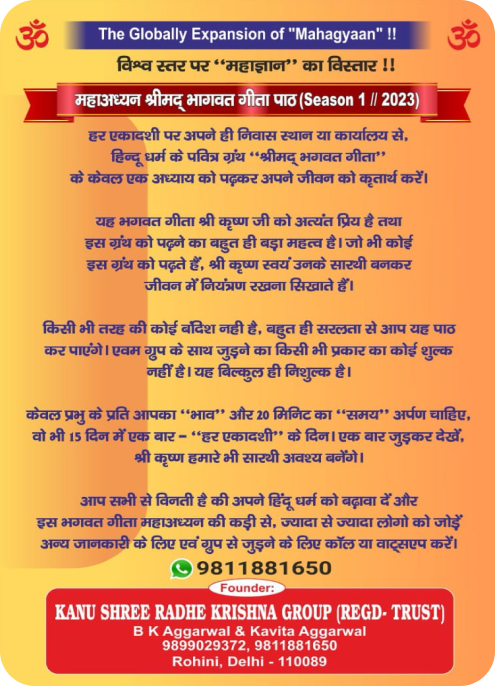 ॐ The Globally Expansion of "Mahagyaan" !! ॐ
विश्व स्तर पर “महाज्ञान” का विस्तार !!
महाअध्यन श्रीमद् भागवत गीता पाठ (Season 1 // 2023)
हर एकादशी पर अपने ही निवास स्थान या कार्यालय से,
हिन्दू धर्म के पवित्र ग्रंथ “श्रीमद् भगवत गीता”
के केवल एक अध्याय को पढ़कर अपने जीवन को कृतार्थ करें।
यह भगवत गीता श्री कृष्ण जी को अत्यंत प्रिय है तथा
इस ग्रंथ को पढ़ने का बहुत ही बड़ा महत्व है। जो भी कोई
इस ग्रंथ को पढ़ते हैं, श्री कृष्ण स्वयं उनके सारथी बनकर
जीवन में नियंत्रण रखना सिखाते हैं।
किसी भी तरह की कोई बंदिश नही है, बहुत ही सरलता से आप यह पाठ
कर पाएंगे। एवम ग्रुप के साथ जुड़ने का किसी भी प्रकार का कोई शुल्क
नहीं है। यह बिल्कुल ही निशुल्क है।
केवल प्रभु के प्रति आपका “भाव” और 20 मिनिट का “समय” अर्पण चाहिए,
वो भी 15 दिन में एक बार – “हर एकादशी” के दिन। एक बार जुड़कर देखें,
श्री कृष्ण हमारे भी सारथी अवश्य बनेंगे।
आप सभी से विनती है की अपने हिंदू धर्म को बढ़ावा दें और
इस भगवत गीता महाअध्यन की कड़ी से, ज्यादा से ज्यादा लोगो को जोड़ें
अन्य जानकारी के लिए एवं ग्रुप से जुड़ने के लिए कॉल या वाट्सएप करें।
9811881650
Founder:
KANU SHREE RADHE KRISHNA GROUP (REGD- TRUST)
B K Aggarwal & Kavita Aggarwal
9899029372, 9811881650
Rohini, Delhi - 110089